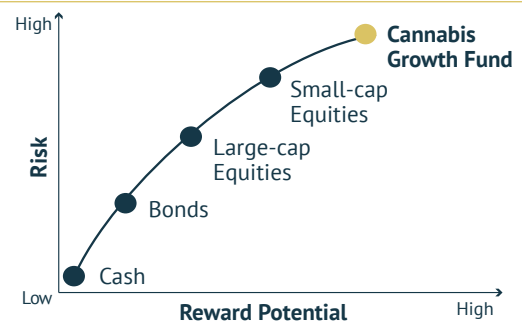 High
Cannabis
Growth Fund
Small-cap
Equities
Risk
Large-cap
Equities
Bonds
Cash
Low
Reward Potential
High